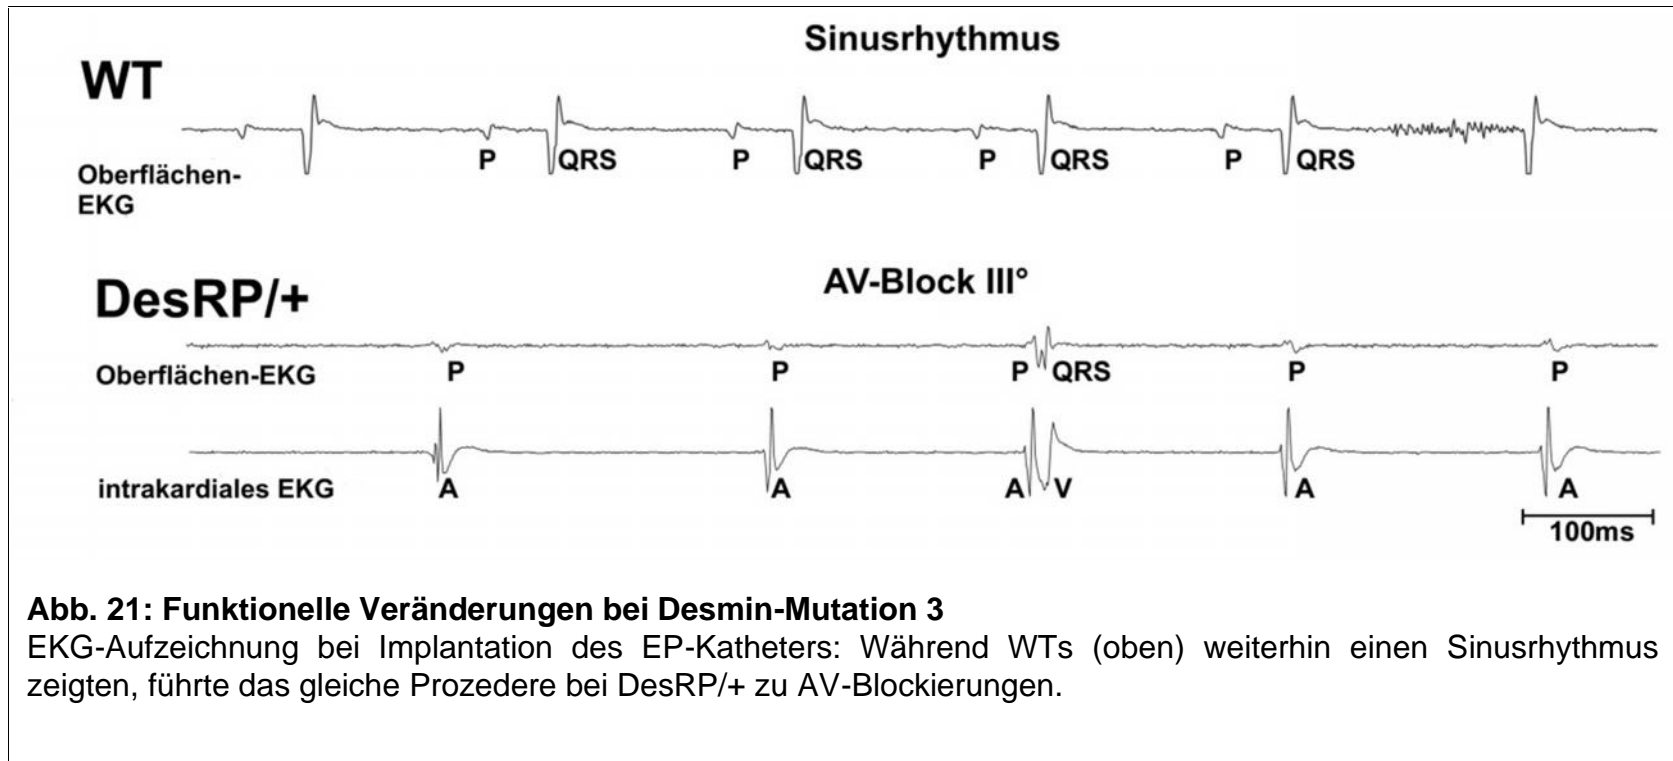 Sinusrhythmus
WT
P QRS P QRS P QRS P QRS
Oberflächen-
EKG
AV-Block III°
DesRP/+
Oberflächen-EKG P P P QRS P P
intrakardiales EKG A A A V A A
100ms
Abb. 21: Funktionelle Veränderungen bei Desmin-Mutation 3
EKG-Aufzeichnung bei Implantation des EP-Katheters: Während WTs (oben) weiterhin einen Sinusrhythmus
zeigten, führte das gleiche Prozedere bei DesRP/+ zu AV-Blockierungen.